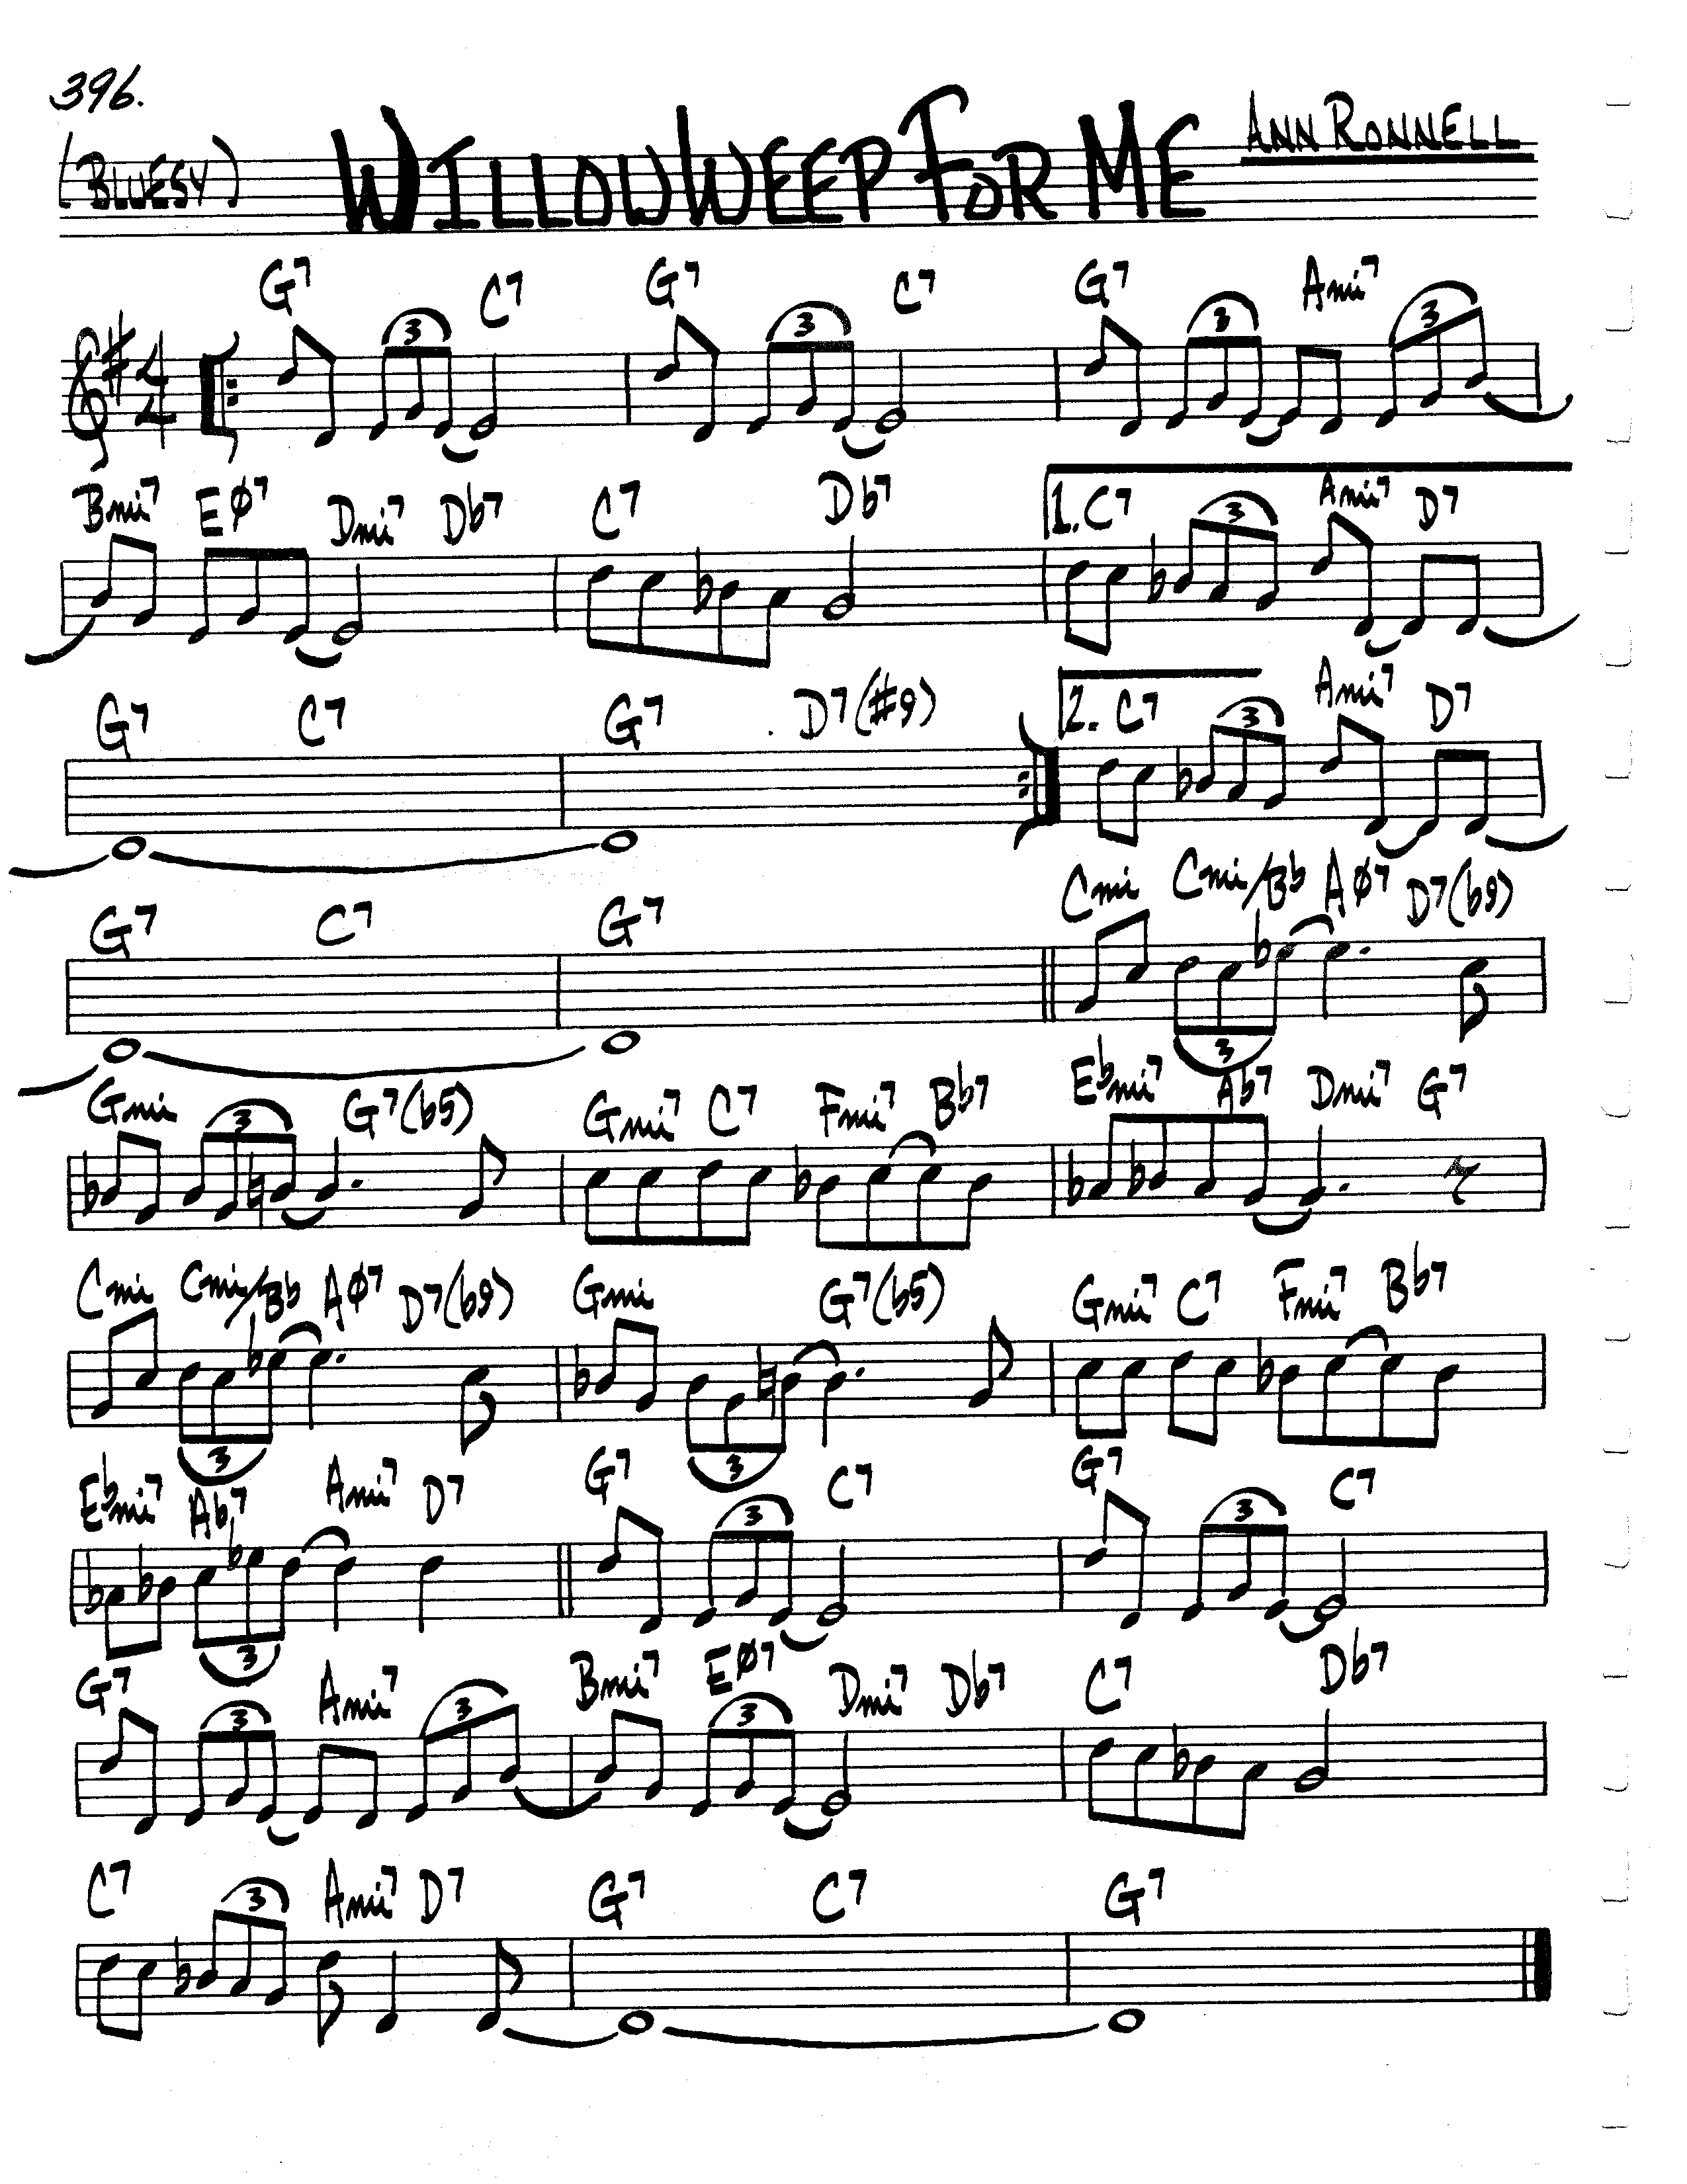 396.
(BLUESY) WILLOW WEEP FOR ME ANN RONNELL
G7 C7 G7 C7 G7 Ami7
3 3 3 3
Bmi7 EØ7 Dmi7 Db7 C7 Db7 1. C7 Ami7 D7
3
G7 C7 G7 D7(#9) 2. C7 Ami7 D7
3
G7 C7 G7 Cmi Cmi/Bb AØ7 D7(b9)
3
Gmi G7(b5) Gmi7 C7 Fmi7 Bb7 Ebmi7 Ab7 Dmi7 G7
3
Cmi Cmi/Bb AØ7 D7(b9) Gmi G7(b5) Gmi7 C7 Fmi7 Bb7
3 3
Ebmi7 Ab7 Ami7 D7 G7 C7 G7 C7
3 3 3
G7 Ami7 Bmi7 EØ7 Dmi7 Db7 C7 Db7
3 3 3
C7 Ami7 D7 G7 C7 G7
3